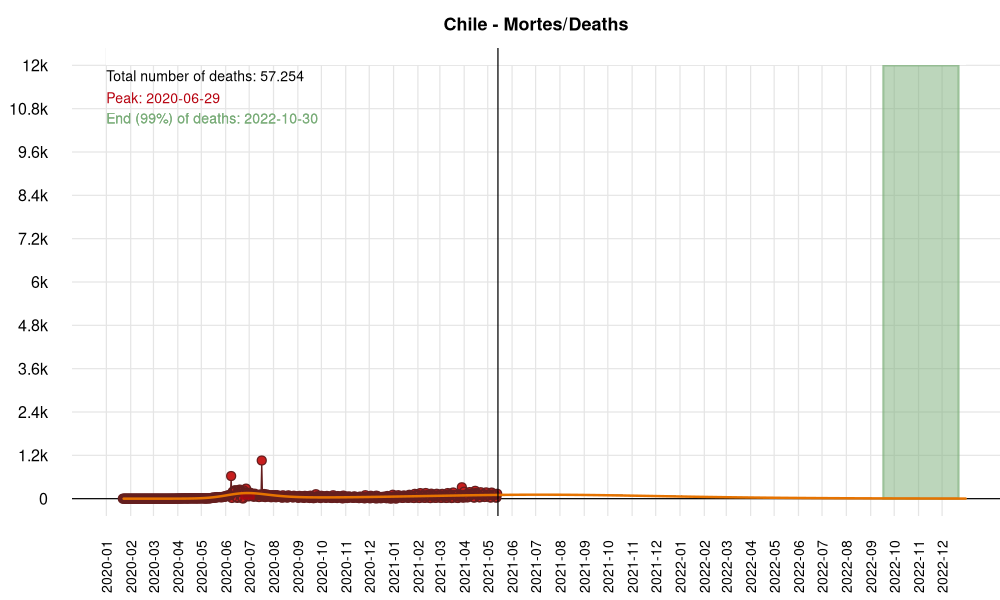 Chile - Mortes/Deaths
Total number of deaths: 57.254
Peak: 2020-06-29
End (99%) of deaths: 2022-10-30
12k
10.8k
9.6k
8.4k
7.2k
6k
4.8k
3.6k
2.4k
1.2k
0
2020-01
2020-02
2020-03
2020-04
2020-05
2020-06
2020-07
2020-08
2020-09
2020-10
2020-11
2020-12
2021-01
2021-02
2021-03
2021-04
2021-05
2021-06
2021-07
2021-08
2021-09
2021-10
2021-11
2021-12
2022-01
2022-02
2022-03
2022-04
2022-05
2022-06
2022-07
2022-08
2022-09
2022-10
2022-11
2022-12